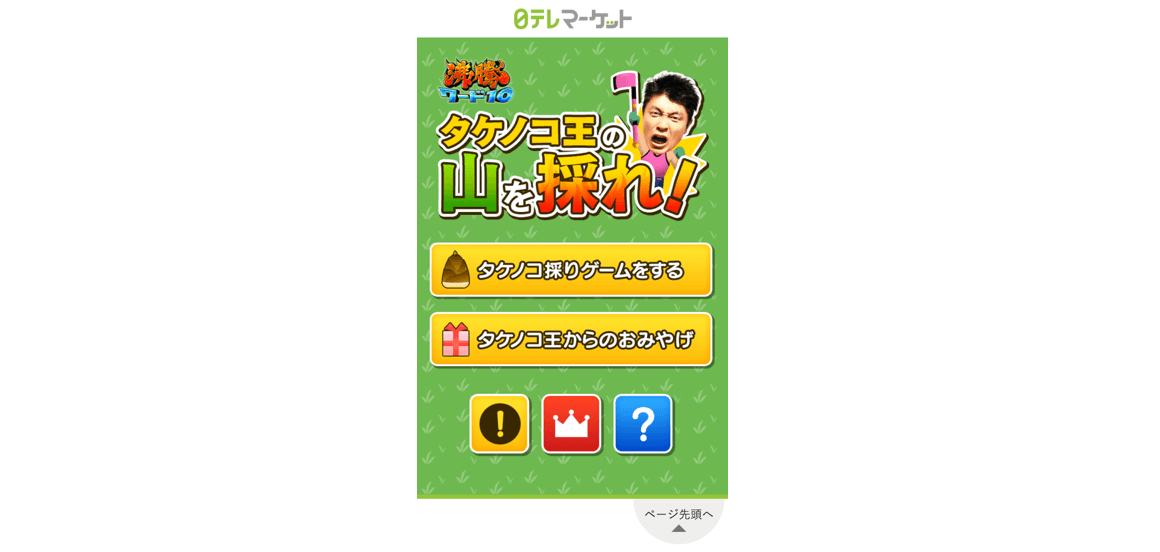 日テレマーケット
沸騰
ワード10
タケノコ王の
山を採れ!
タケノコ採りゲームをする
タケノコ王からのおみやげ
!
?
ページ先頭へ